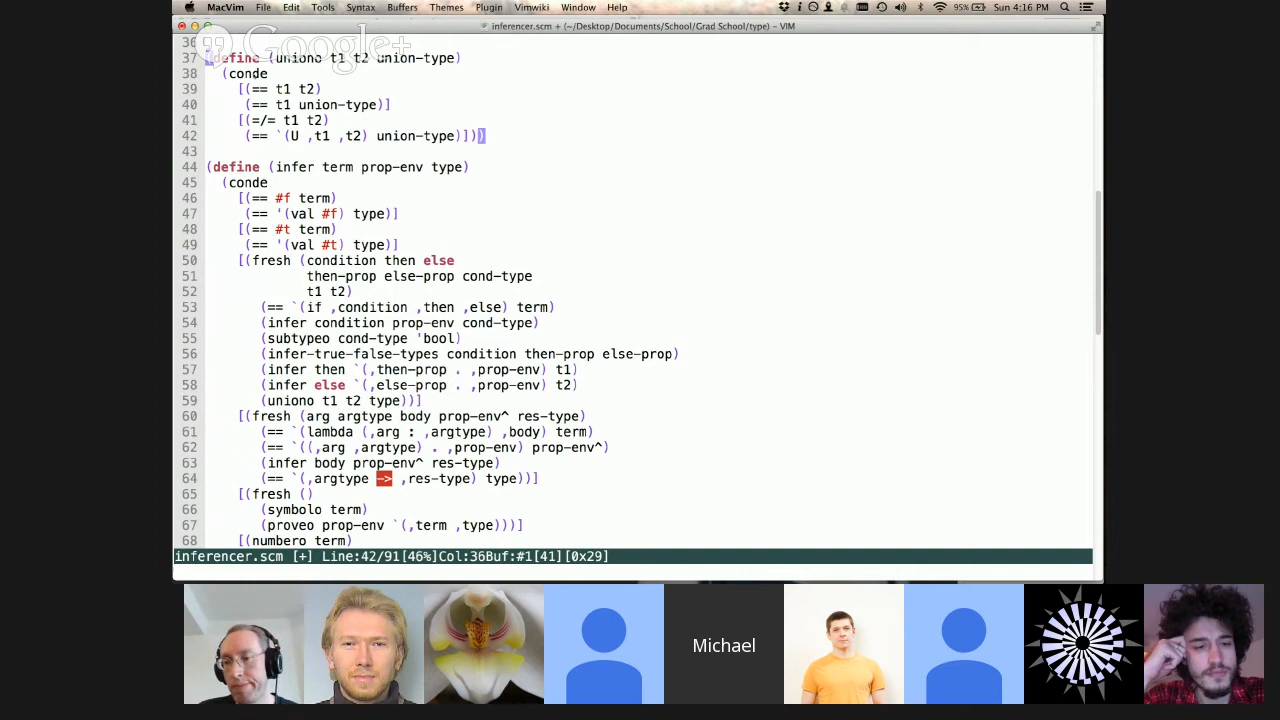 MacVim File Edit Tools Syntax Buffers Themes Plugin Vimwiki Window Help 95% Sun 4:16 PM
inferencer.scm + (~/Desktop/Documents/School/Grad School/type) – VIM
Google+
36
37 (define (uniono t1 t2 union-type)
38 (conde
39 [(== t1 t2)
40 (== t1 union-type)]
41 [(=/= t1 t2)
42 (== `(U ,t1 ,t2) union-type)]))
43
44 (define (infer term prop-env type)
45 (conde
46 [(== #f term)
47 (== '(val #f) type)]
48 [(== #t term)
49 (== '(val #t) type)]
50 [(fresh (condition then else
51 then-prop else-prop cond-type
52 t1 t2)
53 (== `(if ,condition ,then ,else) term)
54 (infer condition prop-env cond-type)
55 (subtypeo cond-type 'bool)
56 (infer-true-false-types condition then-prop else-prop)
57 (infer then `(,then-prop . ,prop-env) t1)
58 (infer else `(,else-prop . ,prop-env) t2)
59 (uniono t1 t2 type))]
60 [(fresh (arg argtype body prop-env^ res-type)
61 (== `(lambda (,arg : ,argtype) ,body) term)
62 (== `((,arg ,argtype) . ,prop-env) prop-env^)
63 (infer body prop-env^ res-type)
64 (== `(,argtype -> ,res-type) type))]
65 [(fresh ()
66 (symbolo term)
67 (proveo prop-env `(,term ,type)))]
68 [(numbero term)
inferencer.scm [+] Line:42/91[46%]Col:36Buf:#1[41][0x29]
Michael